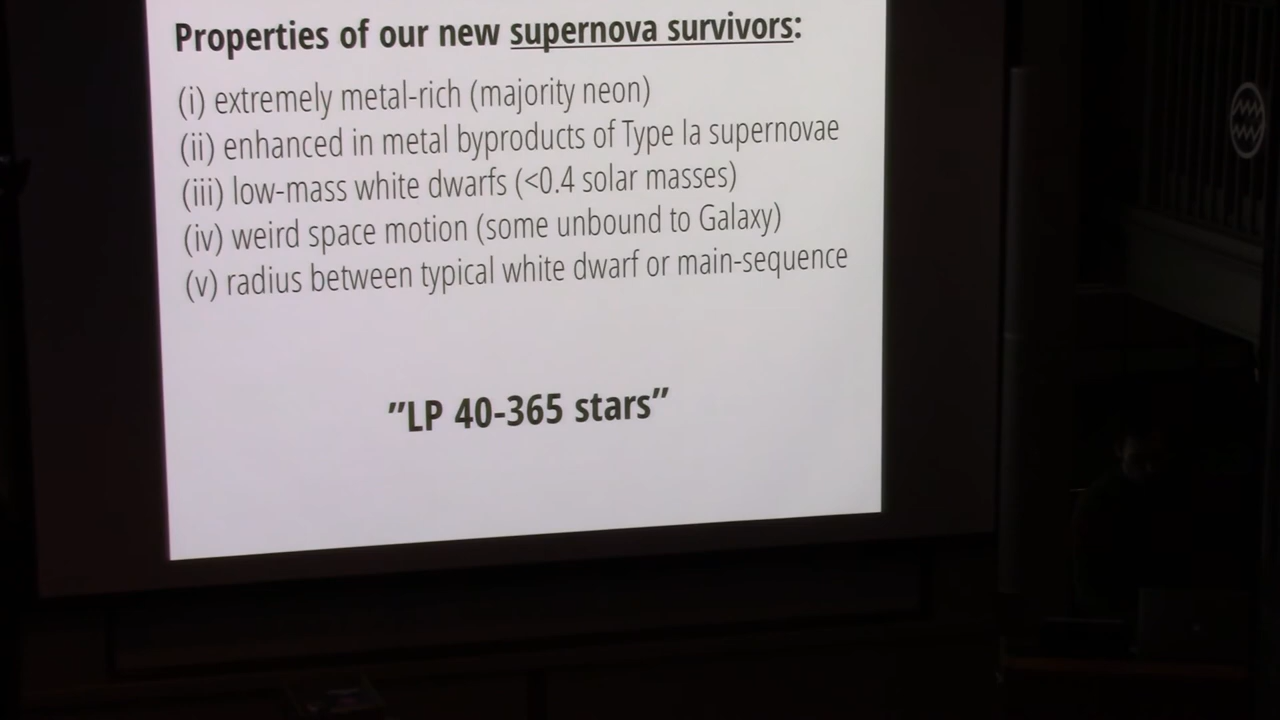 Properties of our new supernova survivors:
(i) extremely metal-rich (majority neon)
(ii) enhanced in metal byproducts of Type Ia supernovae
(iii) low-mass white dwarfs (<0.4 solar masses)
(iv) weird space motion (some unbound to Galaxy)
(v) radius between typical white dwarf or main-sequence
”LP 40-365 stars”